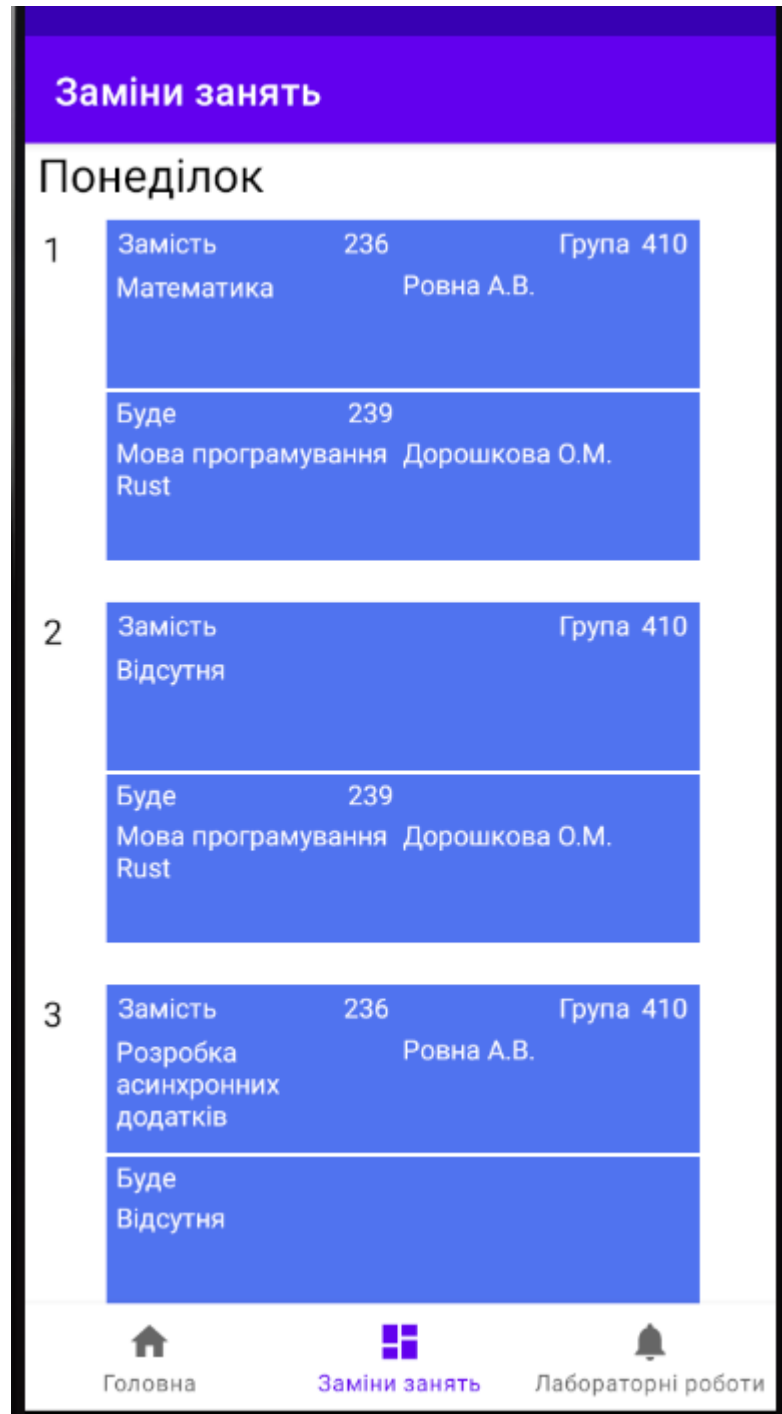 Заміни занять
Понеділок
1 Замість 236 Група 410
Математика Ровна А.В.
Буде 239
Мова програмування Дорошкова О.М.
Rust
2 Замість Група 410
Відсутня
Буде 239
Мова програмування Дорошкова О.М.
Rust
3 Замість 236 Група 410
Розробка Ровна А.В.
асинхронних
додатків
Буде
Відсутня
Головна Заміни занять Лабораторні роботи